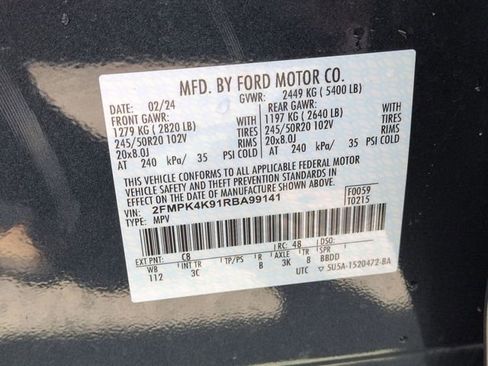 MFD. BY FORD MOTOR CO.
DATE: 02/24 GVWR: 2449 KG ( 5400 LB)
FRONT GAWR: REAR GAWR:
1279 KG ( 2820 LB) WITH 1197 KG ( 2640 LB) WITH
245/50R20 102V TIRES 245/50R20 102V TIRES
20x8.0J RIMS 20x8.0J RIMS
AT 240 kPa/ 35 PSI COLD AT 240 kPa/ 35 PSI COLD
THIS VEHICLE CONFORMS TO ALL APPLICABLE FEDERAL MOTOR
VEHICLE SAFETY AND THEFT PREVENTION STANDARDS IN
EFFECT ON THE DATE OF MANUFACTURE SHOWN ABOVE.
VIN: 2FMPK4K91RBA99141 F0059
TYPE: MPV T0215
EXT PNT: C8 RC: 48
WB INT TR TP/PS R AXLE TR SPR
112 3C B 3K 8 BBDD
UTC 5U5A-1520472-BA